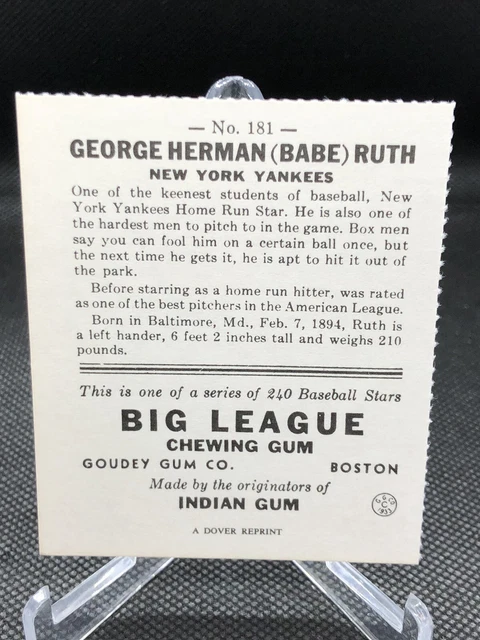 — No. 181 —
GEORGE HERMAN (BABE) RUTH
NEW YORK YANKEES
One of the keenest students of baseball, New
York Yankees Home Run Star. He is also one of
the hardest men to pitch to in the game. Box men
say you can fool him on a certain ball once, but
the next time he gets it, he is apt to hit it out of
the park.
Before starring as a home run hitter, was rated
as one of the best pitchers in the American League.
Born in Baltimore, Md., Feb. 7, 1894, Ruth is
a left hander, 6 feet 2 inches tall and weighs 210
pounds.
This is one of a series of 240 Baseball Stars
BIG LEAGUE
CHEWING GUM
GOUDEY GUM CO. BOSTON
Made by the originators of
INDIAN GUM
G.G.Co.
C
1933
A DOVER REPRINT